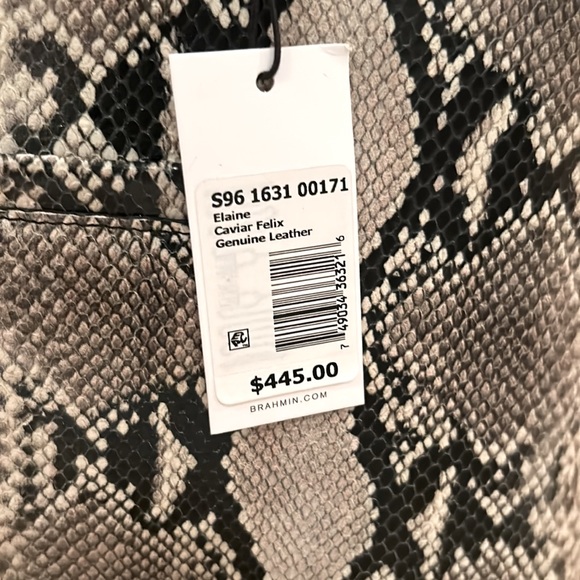 S96 1631 00171
Elaine
Caviar Felix
Genuine Leather
7 49034 36321 6
$445.00
BRAHMIN.COM